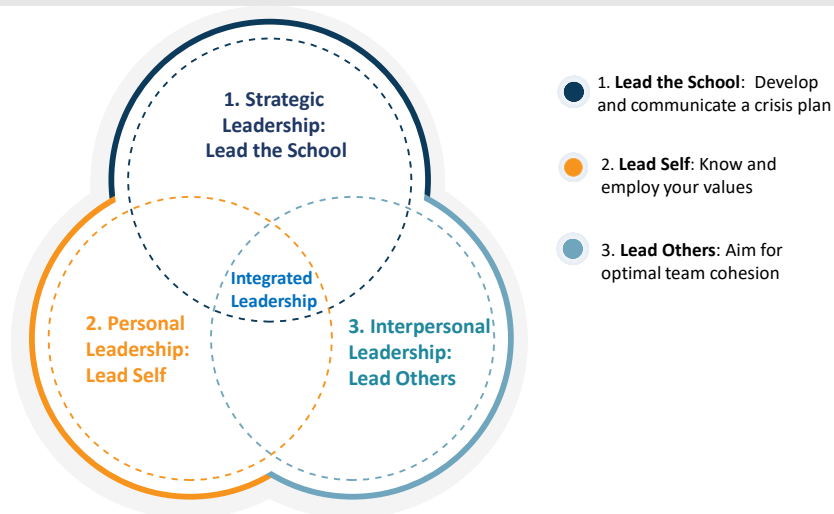 1. Strategic
Leadership:
Lead the School
Integrated
Leadership
2. Personal
Leadership:
Lead Self
3. Interpersonal
Leadership:
Lead Others
1. Lead the School: Develop
and communicate a crisis plan
2. Lead Self: Know and
employ your values
3. Lead Others: Aim for
optimal team cohesion